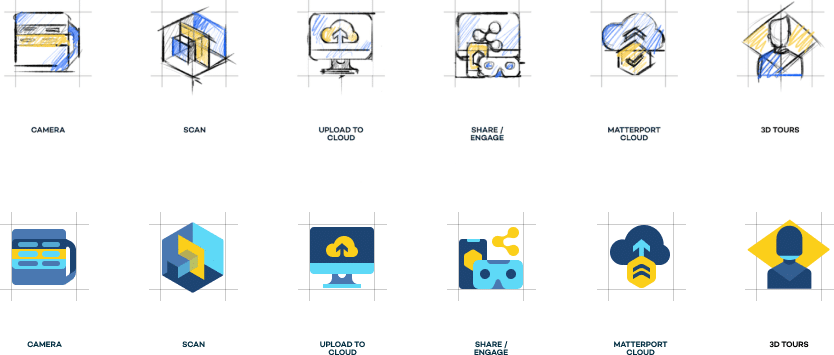 CAMERA
SCAN
UPLOAD TO
CLOUD
SHARE /
ENGAGE
MATTERPORT
CLOUD
3D TOURS
CAMERA
SCAN
UPLOAD TO
CLOUD
SHARE /
ENGAGE
MATTERPORT
CLOUD
3D TOURS